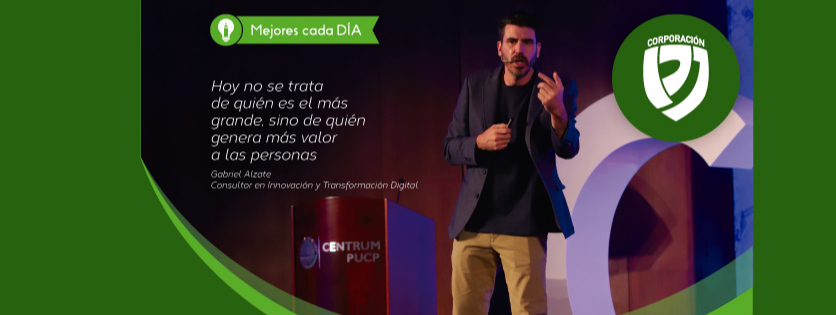 Mejores cada DÍA
CORPORACIÓN
Hoy no se trata
de quién es el más
grande, sino de quién
genera más valor
a las personas
Gabriel Alzate
Consultor en Innovación y Transformación Digital
CENTRUM
PUCP